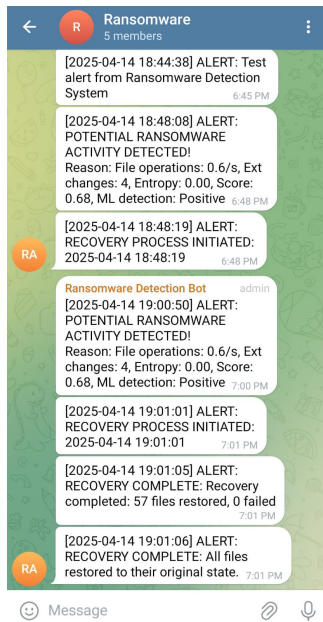 R
Ransomware
5 members
[2025-04-14 18:44:38] ALERT: Test
alert from Ransomware Detection
System
6:45 PM
[2025-04-14 18:48:08] ALERT:
POTENTIAL RANSOMWARE
ACTIVITY DETECTED!
Reason: File operations: 0.6/s, Ext
changes: 4, Entropy: 0.00, Score:
0.68, ML detection: Positive 6:48 PM
[2025-04-14 18:48:19] ALERT:
RECOVERY PROCESS INITIATED:
2025-04-14 18:48:19 6:48 PM
RA
Ransomware Detection Bot admin
[2025-04-14 19:00:50] ALERT:
POTENTIAL RANSOMWARE
ACTIVITY DETECTED!
Reason: File operations: 0.6/s, Ext
changes: 4, Entropy: 0.00, Score:
0.68, ML detection: Positive 7:00 PM
[2025-04-14 19:01:01] ALERT:
RECOVERY PROCESS INITIATED:
2025-04-14 19:01:01 7:01 PM
[2025-04-14 19:01:05] ALERT:
RECOVERY COMPLETE: Recovery
completed: 57 files restored, 0 failed
7:01 PM
[2025-04-14 19:01:06] ALERT:
RECOVERY COMPLETE: All files
restored to their original state. 7:01 PM
RA
Message